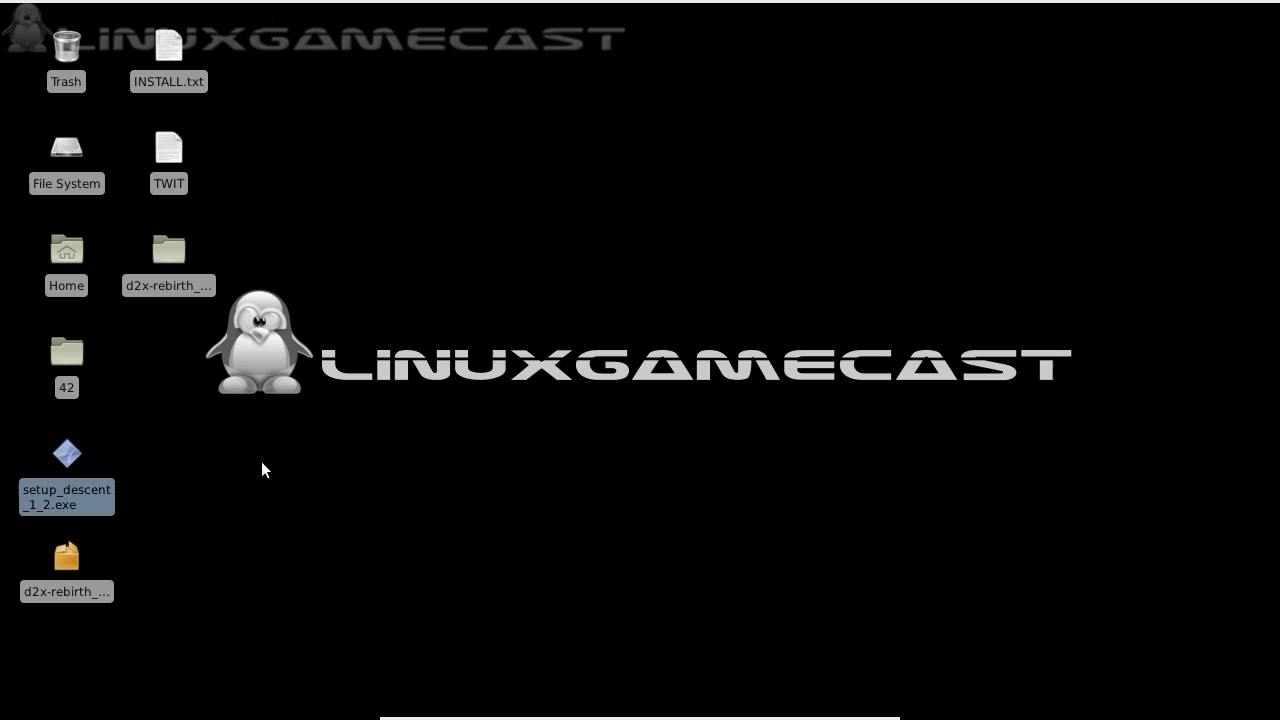 LINUXGAMECAST
Trash
INSTALL.txt
File System
TWIT
Home
d2x-rebirth_...
LINUXGAMECAST
42
setup_descent
_1_2.exe
d2x-rebirth_...